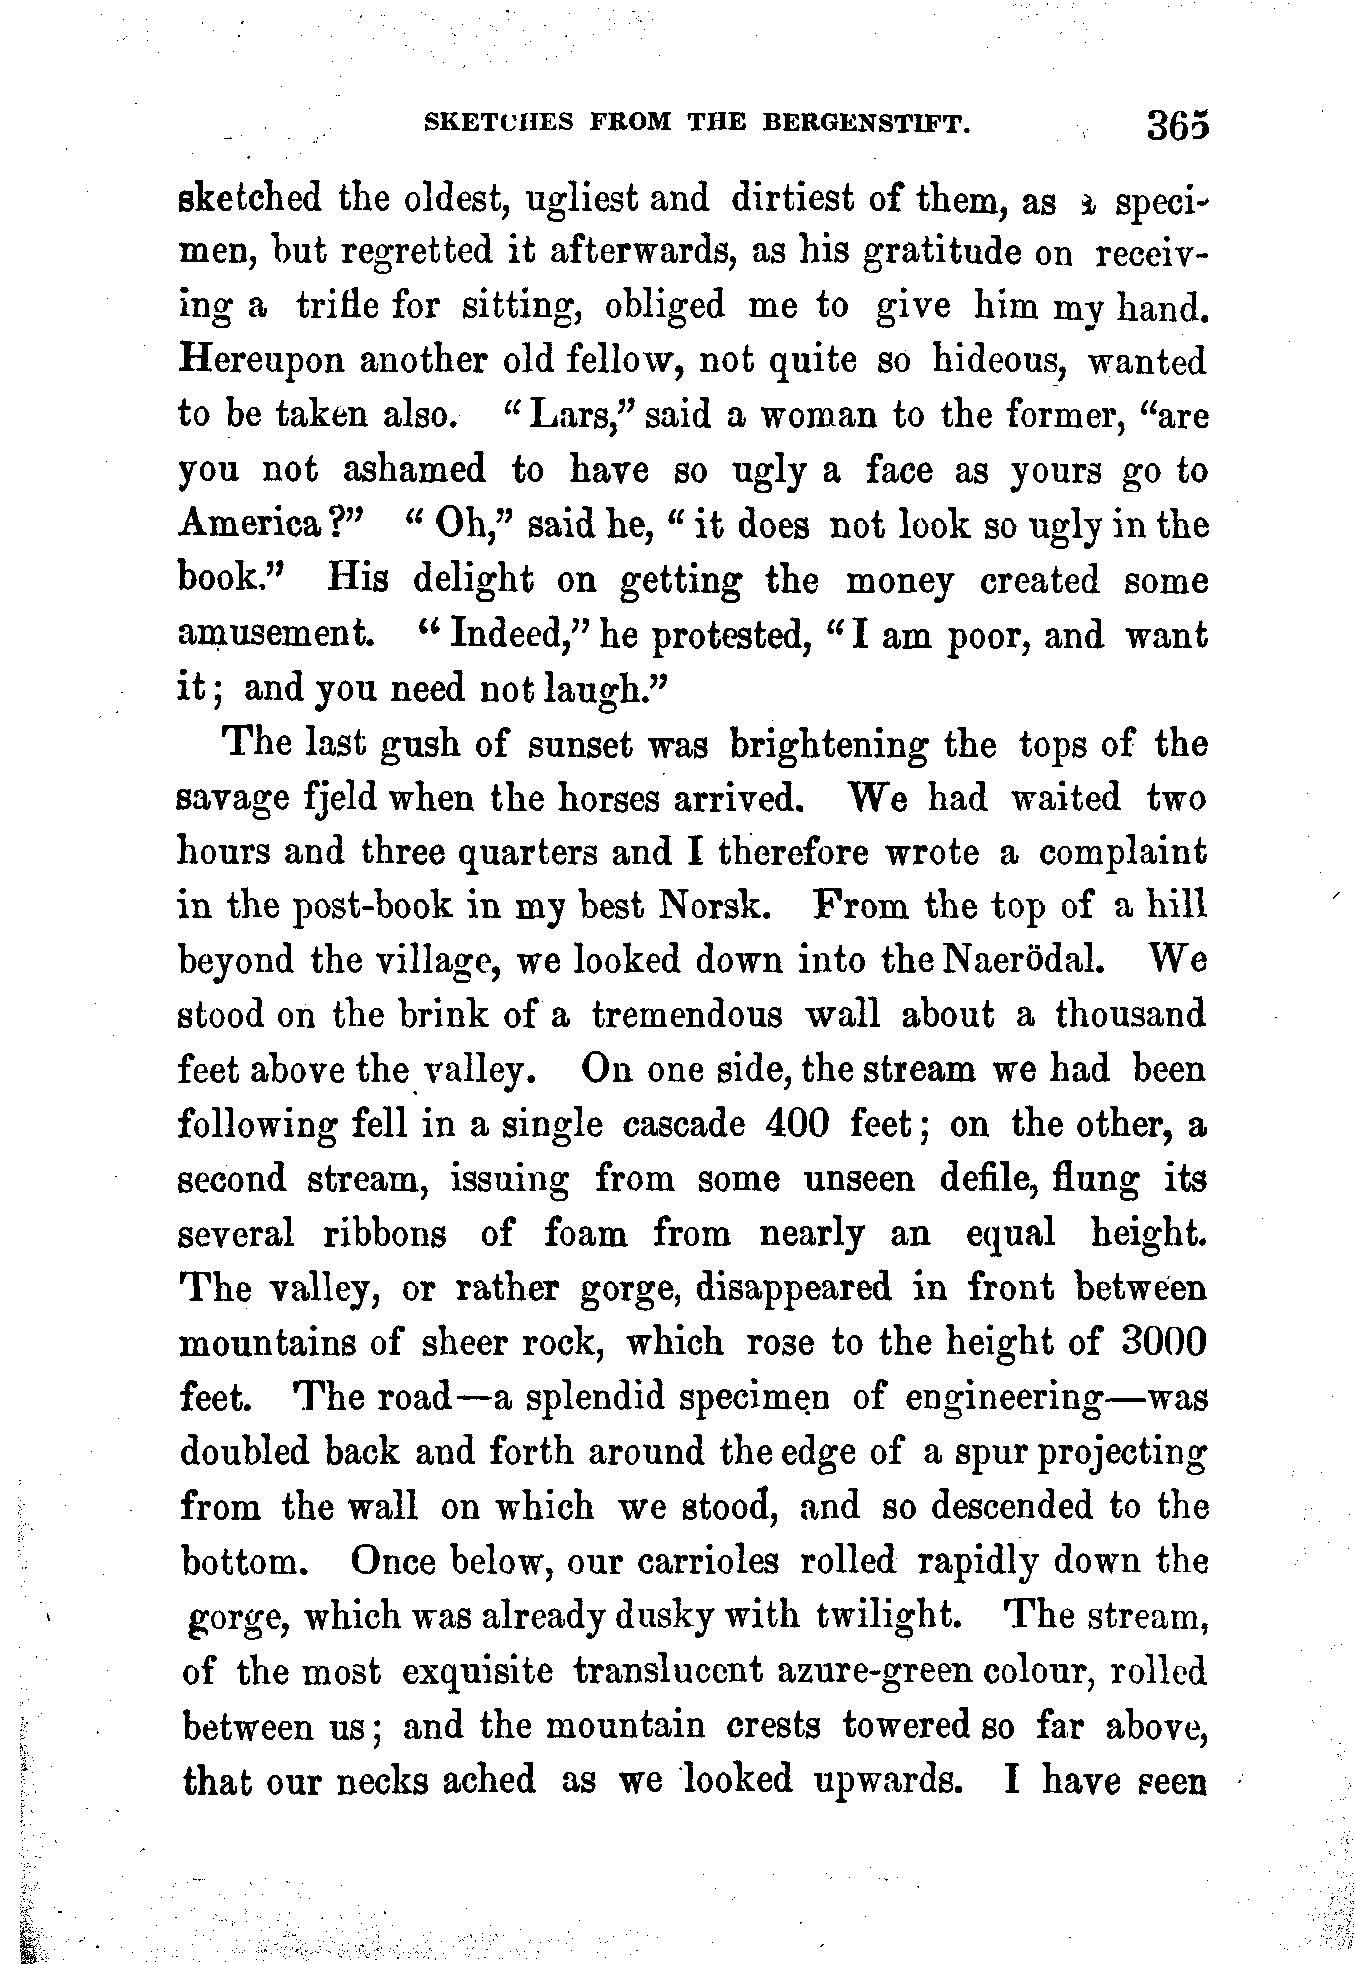 SKETCHES FROM THE BERGENSTIFT. 365
sketched the oldest, ugliest and dirtiest of them, as a speci-
men, but regretted it afterwards, as his gratitude on receiv-
ing a trifle for sitting, obliged me to give him my hand.
Hereupon another old fellow, not quite so hideous, wanted
to be taken also. “Lars,” said a woman to the former, “are
you not ashamed to have so ugly a face as yours go to
America?” “Oh,” said he, “it does not look so ugly in the
book.” His delight on getting the money created some
amusement. “Indeed,” he protested, “I am poor, and want
it; and you need not laugh.”
The last gush of sunset was brightening the tops of the
savage fjeld when the horses arrived. We had waited two
hours and three quarters and I therefore wrote a complaint
in the post-book in my best Norsk. From the top of a hill
beyond the village, we looked down into the Naerödal. We
stood on the brink of a tremendous wall about a thousand
feet above the valley. On one side, the stream we had been
following fell in a single cascade 400 feet; on the other, a
second stream, issuing from some unseen defile, flung its
several ribbons of foam from nearly an equal height.
The valley, or rather gorge, disappeared in front between
mountains of sheer rock, which rose to the height of 3000
feet. The road—a splendid specimen of engineering—was
doubled back and forth around the edge of a spur projecting
from the wall on which we stood, and so descended to the
bottom. Once below, our carrioles rolled rapidly down the
gorge, which was already dusky with twilight. The stream,
of the most exquisite translucent azure-green colour, rolled
between us; and the mountain crests towered so far above,
that our necks ached as we looked upwards. I have seen